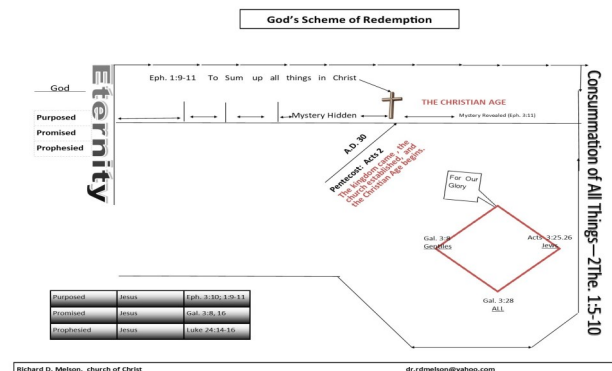 God's Scheme of Redemption
Eph. 1:9-11 To Sum up all things in Christ
God
Purposed
Promised
Prophesied
Eternity
Mystery Hidden
THE CHRISTIAN AGE
Mystery Revealed (Eph. 3:11)
A.D. 30
Pentecost: Acts 2
The kingdom came , the
church established, and
the Christian Age begins.
Consummation of All Things—2The. 1:5-10
For Our
Glory
Gal. 3:8
Gentiles
Acts 3:25.26
Jews
Gal. 3:28
ALL
Purposed Jesus Eph. 3:10; 1:9-11
Promised Jesus Gal. 3:8, 16
Prophesied Jesus Luke 24:14-16
Richard D. Melson, church of Christ dr.rdmelson@yahoo.com